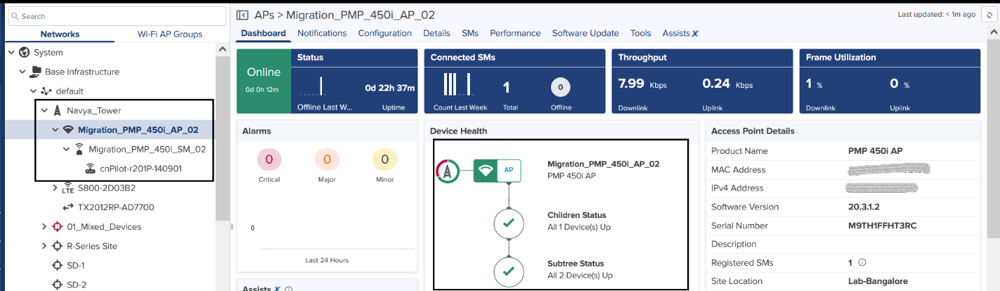 Search
Networks
Wi-Fi AP Groups
System
Base Infrastructure
default
Navya_Tower
Migration_PMP_450i_AP_02
Migration_PMP_450i_SM_02
cnPilot-r201P-140901
LTE
S800-2D03B2
TX2012RP-AD7700
01_Mixed_Devices
R-Series Site
SD-1
SD-2
APs > Migration_PMP_450i_AP_02
Last updated: < 1m ago
Dashboard Notifications Configuration Details SMs Performance Software Update Tools Assists X
Online
0d 0h 12m
Status
0d 22h 37m
Offline Last W... Uptime
Connected SMs
1 0
Count Last Week Total Offline
Throughput
7.99 Kbps 0.24 Kbps
Downlink Uplink
Frame Utilization
1 % 0 %
Downlink Uplink
Alarms
0 0 0
Critical Major Minor
0
Last 24 Hours
Assists X
Device Health
AP
Migration_PMP_450i_AP_02
PMP 450i AP
Children Status
All 1 Device(s) Up
Subtree Status
All 2 Device(s) Up
Access Point Details
Product Name PMP 450i AP
MAC Address
IPv4 Address
Software Version 20.3.1.2
Serial Number M9TH1FFHT3RC
Description
Registered SMs 1
Site Location Lab-Bangalore